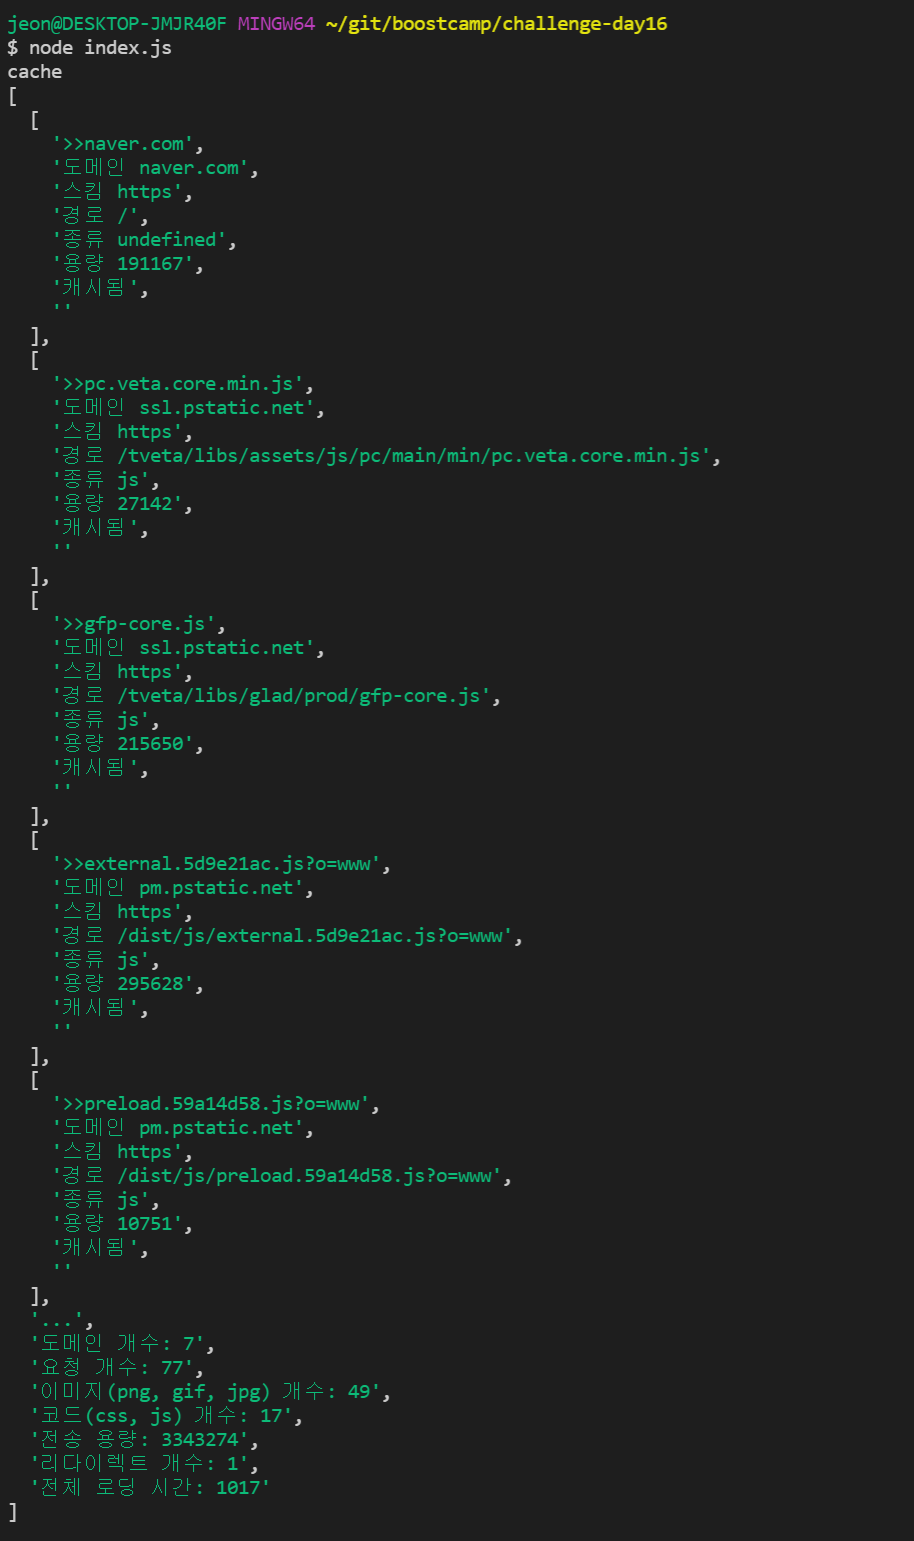 jeon@DESKTOP-JMJR40F MINGW64 ~/git/boostcamp/challenge-day16
$ node index.js
cache
[
  [
    '>>naver.com',
    '도메인 naver.com',
    '스킴 https',
    '경로 /',
    '종류 undefined',
    '용량 191167',
    '캐시됨',
    ''
  ],
  [
    '>>pc.veta.core.min.js',
    '도메인 ssl.pstatic.net',
    '스킴 https',
    '경로 /tveta/libs/assets/js/pc/main/min/pc.veta.core.min.js',
    '종류 js',
    '용량 27142',
    '캐시됨',
    ''
  ],
  [
    '>>gfp-core.js',
    '도메인 ssl.pstatic.net',
    '스킴 https',
    '경로 /tveta/libs/glad/prod/gfp-core.js',
    '종류 js',
    '용량 215650',
    '캐시됨',
    ''
  ],
  [
    '>>external.5d9e21ac.js?o=www',
    '도메인 pm.pstatic.net',
    '스킴 https',
    '경로 /dist/js/external.5d9e21ac.js?o=www',
    '종류 js',
    '용량 295628',
    '캐시됨',
    ''
  ],
  [
    '>>preload.59a14d58.js?o=www',
    '도메인 pm.pstatic.net',
    '스킴 https',
    '경로 /dist/js/preload.59a14d58.js?o=www',
    '종류 js',
    '용량 10751',
    '캐시됨',
    ''
  ],
  '...',
  '도메인 개수: 7',
  '요청 개수: 77',
  '이미지(png, gif, jpg) 개수: 49',
  '코드(css, js) 개수: 17',
  '전송 용량: 3343274',
  '리다이렉트 개수: 1',
  '전체 로딩 시간: 1017'
]